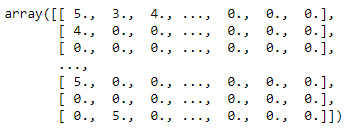 array([[ 5., 3., 4., ..., 0., 0., 0.],
[ 4., 0., 0., ..., 0., 0., 0.],
[ 0., 0., 0., ..., 0., 0., 0.],
...,
[ 5., 0., 0., ..., 0., 0., 0.],
[ 0., 0., 0., ..., 0., 0., 0.],
[ 0., 5., 0., ..., 0., 0., 0.]])